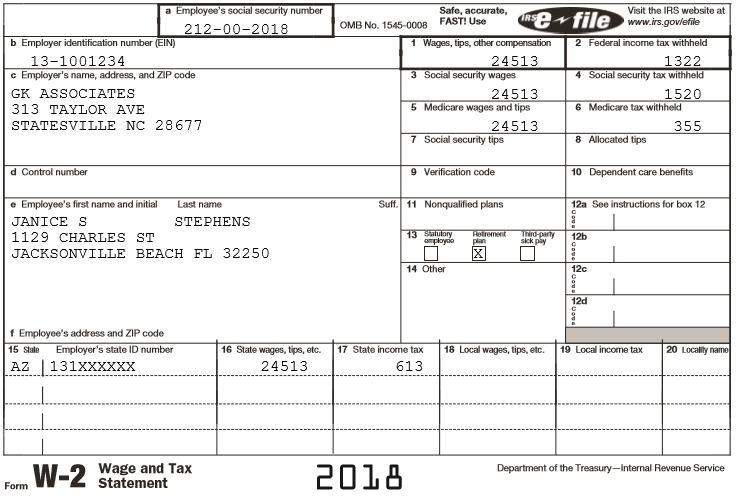 a Employee's social security number
212-00-2018
OMB No. 1545-0008
Safe, accurate,
FAST! Use
IRS e-file
Visit the IRS website at
www.irs.gov/efile
b Employer identification number (EIN)
13-1001234
1 Wages, tips, other compensation
24513
2 Federal income tax withheld
1322
c Employer's name, address, and ZIP code
GK ASSOCIATES
313 TAYLOR AVE
STATESVILLE NC 28677
3 Social security wages
24513
4 Social security tax withheld
1520
5 Medicare wages and tips
24513
6 Medicare tax withheld
355
7 Social security tips
8 Allocated tips
d Control number
9 Verification code
10 Dependent care benefits
e Employee's first name and initial Last name Suff.
JANICE S STEPHENS
1129 CHARLES ST
JACKSONVILLE BEACH FL 32250
f Employee's address and ZIP code
11 Nonqualified plans
12a See instructions for box 12
Code
13 Statutory employee Retirement plan Third-party sick pay
X
12b
Code
14 Other
12c
Code
12d
Code
15 State Employer's state ID number 16 State wages, tips, etc. 17 State income tax 18 Local wages, tips, etc. 19 Local income tax 20 Locality name
AZ 131XXXXXX 24513 613
Form W-2 Wage and Tax
Statement
2018
Department of the Treasury—Internal Revenue Service